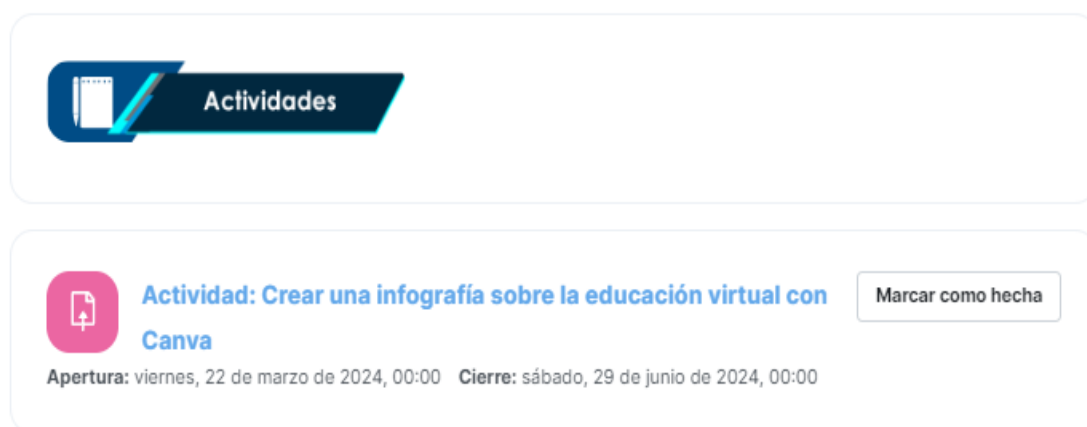 Actividades
Actividad: Crear una infografía sobre la educación virtual con
Canva
Marcar como hecha
Apertura: viernes, 22 de marzo de 2024, 00:00 Cierre: sábado, 29 de junio de 2024, 00:00